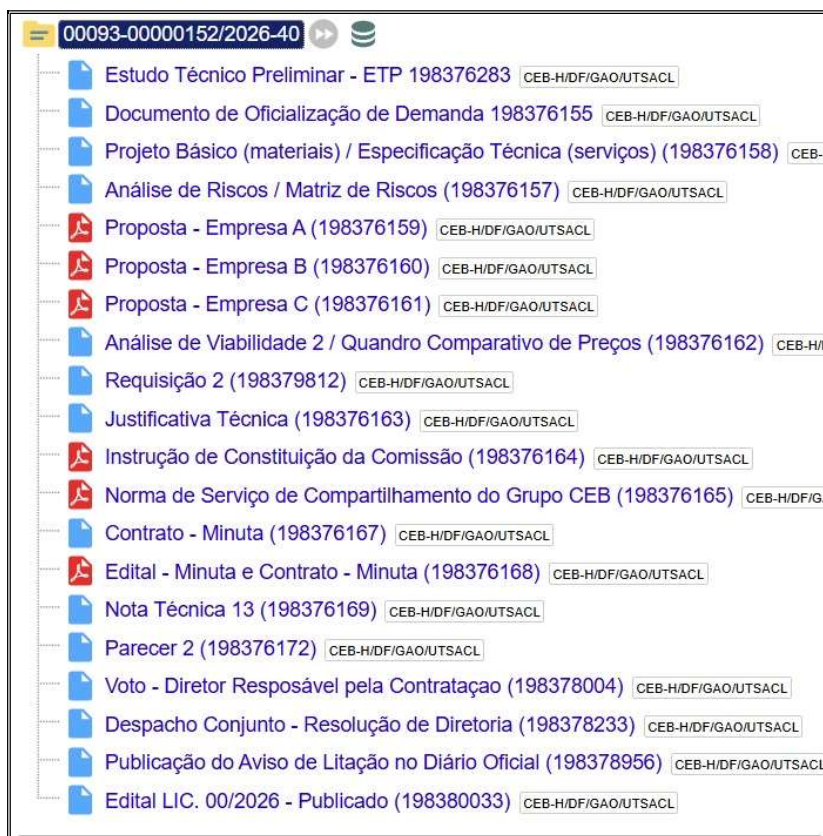 00093-00000152/2026-40
Estudo Técnico Preliminar - ETP 198376283 CEB-H/DF/GAO/UTSACL
Documento de Oficialização de Demanda 198376155 CEB-H/DF/GAO/UTSACL
Projeto Básico (materiais) / Especificação Técnica (serviços) (198376158) CEB-
Análise de Riscos / Matriz de Riscos (198376157) CEB-H/DF/GAO/UTSACL
Proposta - Empresa A (198376159) CEB-H/DF/GAO/UTSACL
Proposta - Empresa B (198376160) CEB-H/DF/GAO/UTSACL
Proposta - Empresa C (198376161) CEB-H/DF/GAO/UTSACL
Análise de Viabilidade 2 / Quandro Comparativo de Preços (198376162) CEB-H/
Requisição 2 (198379812) CEB-H/DF/GAO/UTSACL
Justificativa Técnica (198376163) CEB-H/DF/GAO/UTSACL
Instrução de Constituição da Comissão (198376164) CEB-H/DF/GAO/UTSACL
Norma de Serviço de Compartilhamento do Grupo CEB (198376165) CEB-H/DF/G
Contrato - Minuta (198376167) CEB-H/DF/GAO/UTSACL
Edital - Minuta e Contrato - Minuta (198376168) CEB-H/DF/GAO/UTSACL
Nota Técnica 13 (198376169) CEB-H/DF/GAO/UTSACL
Parecer 2 (198376172) CEB-H/DF/GAO/UTSACL
Voto - Diretor Resposável pela Contrataçao (198378004) CEB-H/DF/GAO/UTSACL
Despacho Conjunto - Resolução de Diretoria (198378233) CEB-H/DF/GAO/UTSACL
Publicação do Aviso de Litação no Diário Oficial (198378956) CEB-H/DF/GAO/UTSACL
Edital LIC. 00/2026 - Publicado (198380033) CEB-H/DF/GAO/UTSACL